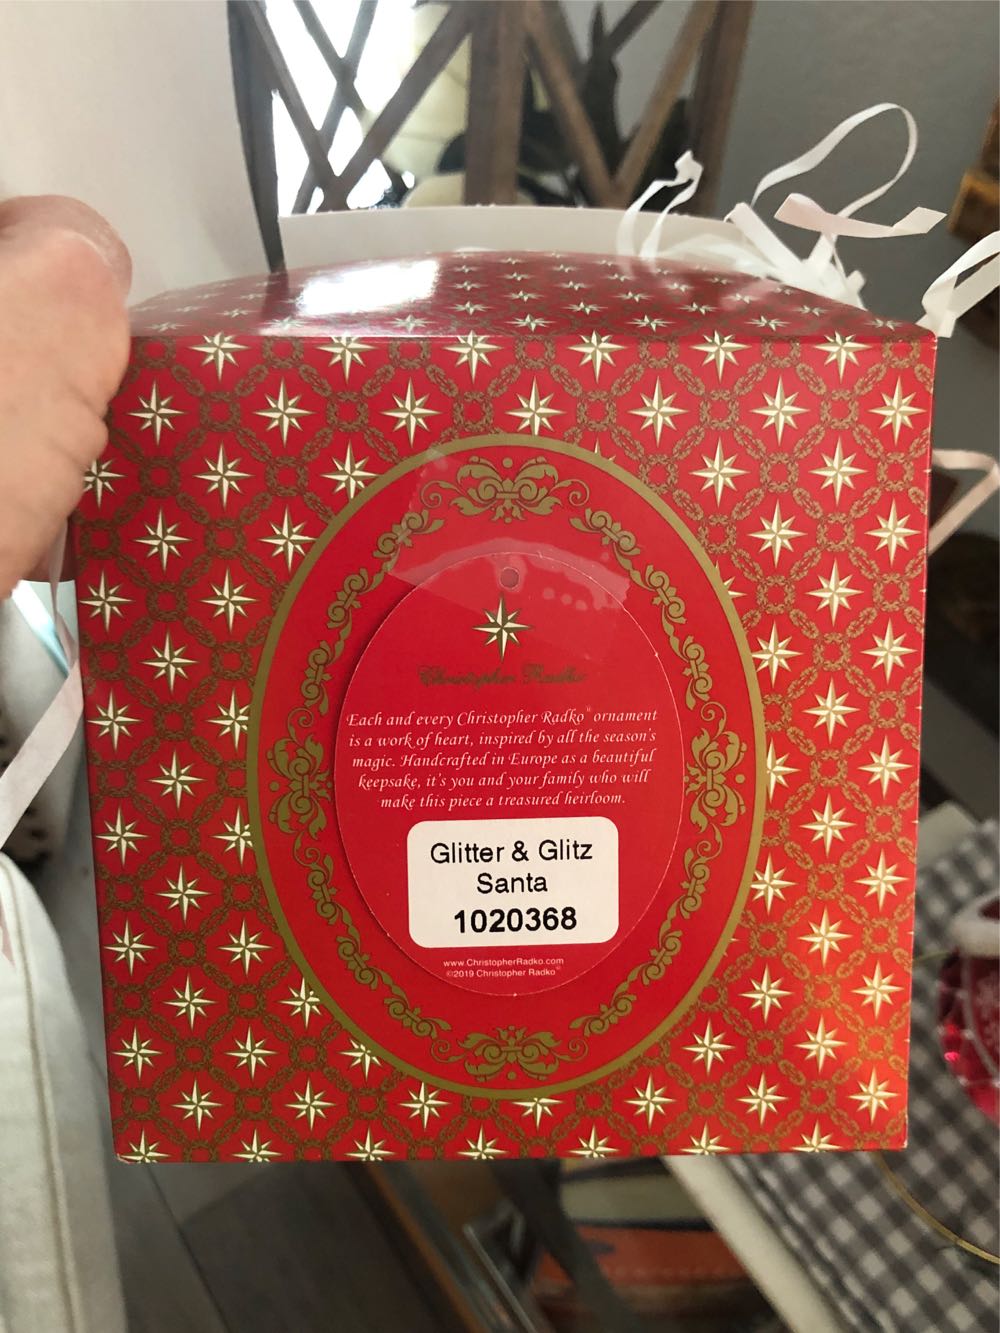 Christopher Radko
Each and every Christopher Radko® ornament
is a work of heart, inspired by all the season's
magic. Handcrafted in Europe as a beautiful
keepsake, it's you and your family who will
make this piece a treasured heirloom.
Glitter & Glitz
Santa
1020368
www.ChristopherRadko.com
©2019 Christopher Radko®